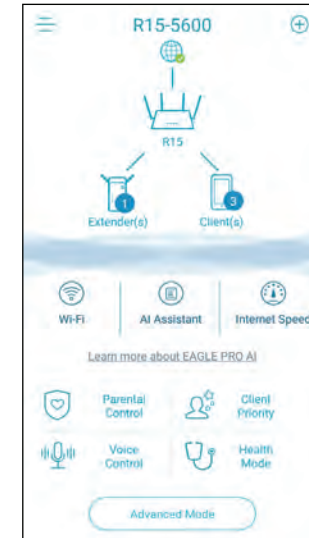 R15-5600
R15
1
3
Extender(s)
Client(s)
Wi-Fi
AI Assistant
Internet Speed
Learn more about EAGLE PRO AI
Parental
Control
Client
Priority
Voice
Control
Health
Mode
Advanced Mode